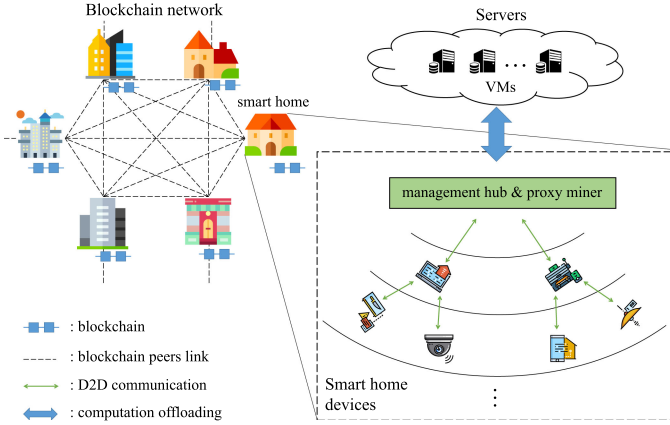 Blockchain network
Servers
VMs
smart home
management hub & proxy miner
: blockchain
: blockchain peers link
: D2D communication
: computation offloading
Smart home
devices